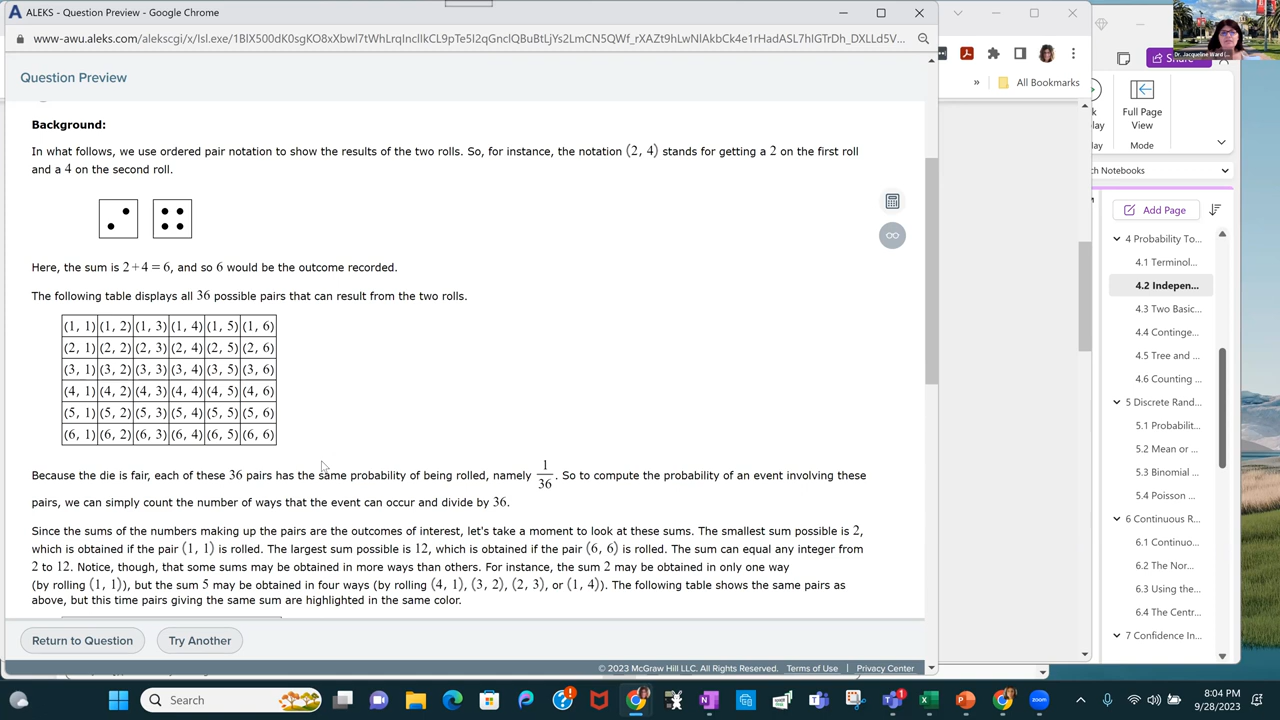 ALEKS - Question Preview - Google Chrome
Question Preview
Background:
In what follows, we use ordered pair notation to show the results of the two rolls. So, for instance, the notation (2, 4) stands for getting a 2 on the first roll
and a 4 on the second roll.
Here, the sum is 2+4=6, and so 6 would be the outcome recorded.
The following table displays all 36 possible pairs that can result from the two rolls.
(1, 1) (1, 2) (1, 3) (1, 4) (1, 5) (1, 6)
(2, 1) (2, 2) (2, 3) (2, 4) (2, 5) (2, 6)
(3, 1) (3, 2) (3, 3) (3, 4) (3, 5) (3, 6)
(4, 1) (4, 2) (4, 3) (4, 4) (4, 5) (4, 6)
(5, 1) (5, 2) (5, 3) (5, 4) (5, 5) (5, 6)
(6, 1) (6, 2) (6, 3) (6, 4) (6, 5) (6, 6)
Because the die is fair, each of these 36 pairs has the same probability of being rolled, namely 1/36. So to compute the probability of an event involving these
pairs, we can simply count the number of ways that the event can occur and divide by 36.
Since the sums of the numbers making up the pairs are the outcomes of interest, let's take a moment to look at these sums. The smallest sum possible is 2,
which is obtained if the pair (1, 1) is rolled. The largest sum possible is 12, which is obtained if the pair (6, 6) is rolled. The sum can equal any integer from
2 to 12. Notice, though, that some sums may be obtained in more ways than others. For instance, the sum 2 may be obtained in only one way
(by rolling (1, 1)), but the sum 5 may be obtained in four ways (by rolling (4, 1), (3, 2), (2, 3), or (1, 4)). The following table shows the same pairs as
above, but this time pairs giving the same sum are highlighted in the same color.
Return to Question
Try Another
© 2023 McGraw Hill LLC. All Rights Reserved. Terms of Use | Privacy Center
» All Bookmarks
Dr. Jacqueline Ward
Share
Full Page
View
play
Mode
ch Notebooks
Add Page
4 Probability To...
4.1 Terminol...
4.2 Indepen...
4.3 Two Basic...
4.4 Continge...
4.5 Tree and ...
4.6 Counting ...
5 Discrete Rand...
5.1 Probabilit...
5.2 Mean or ...
5.3 Binomial ...
5.4 Poisson ...
6 Continuous R...
6.1 Continuo...
6.2 The Nor...
6.3 Using the...
6.4 The Centr...
7 Confidence In...
Search
8:04 PM
9/28/2023